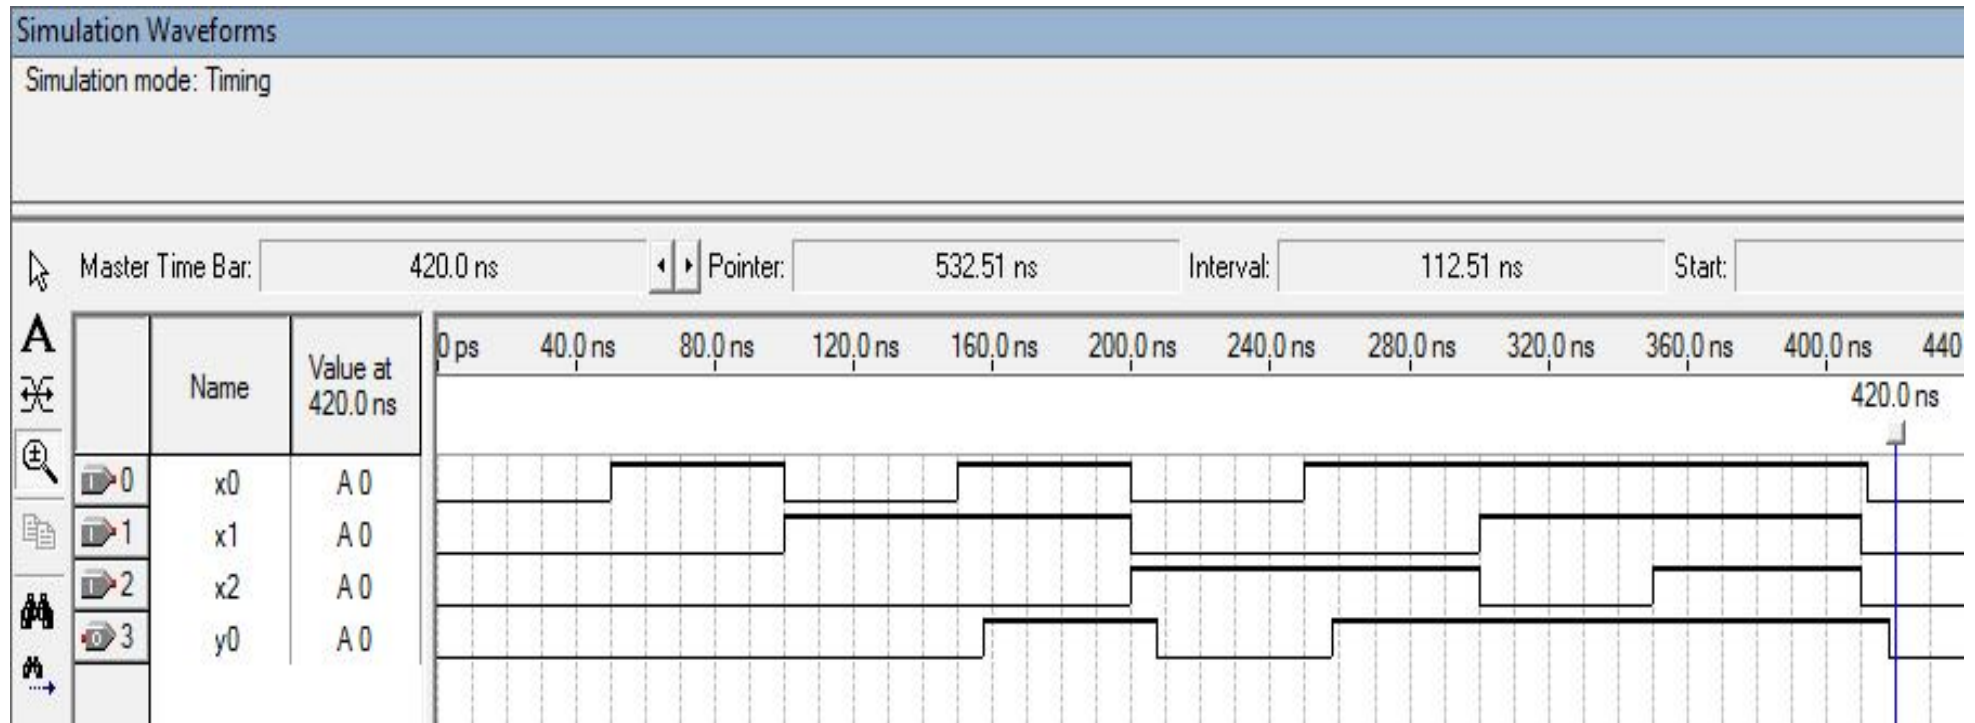 Simulation Waveforms
Simulation mode: Timing
Master Time Bar: 420.0 ns Pointer: 532.51 ns Interval: 112.51 ns Start:
A
Name Value at 420.0 ns 0 ps 40.0 ns 80.0 ns 120.0 ns 160.0 ns 200.0 ns 240.0 ns 280.0 ns 320.0 ns 360.0 ns 400.0 ns 440
420.0 ns
0 x0 A 0
1 x1 A 0
2 x2 A 0
3 y0 A 0